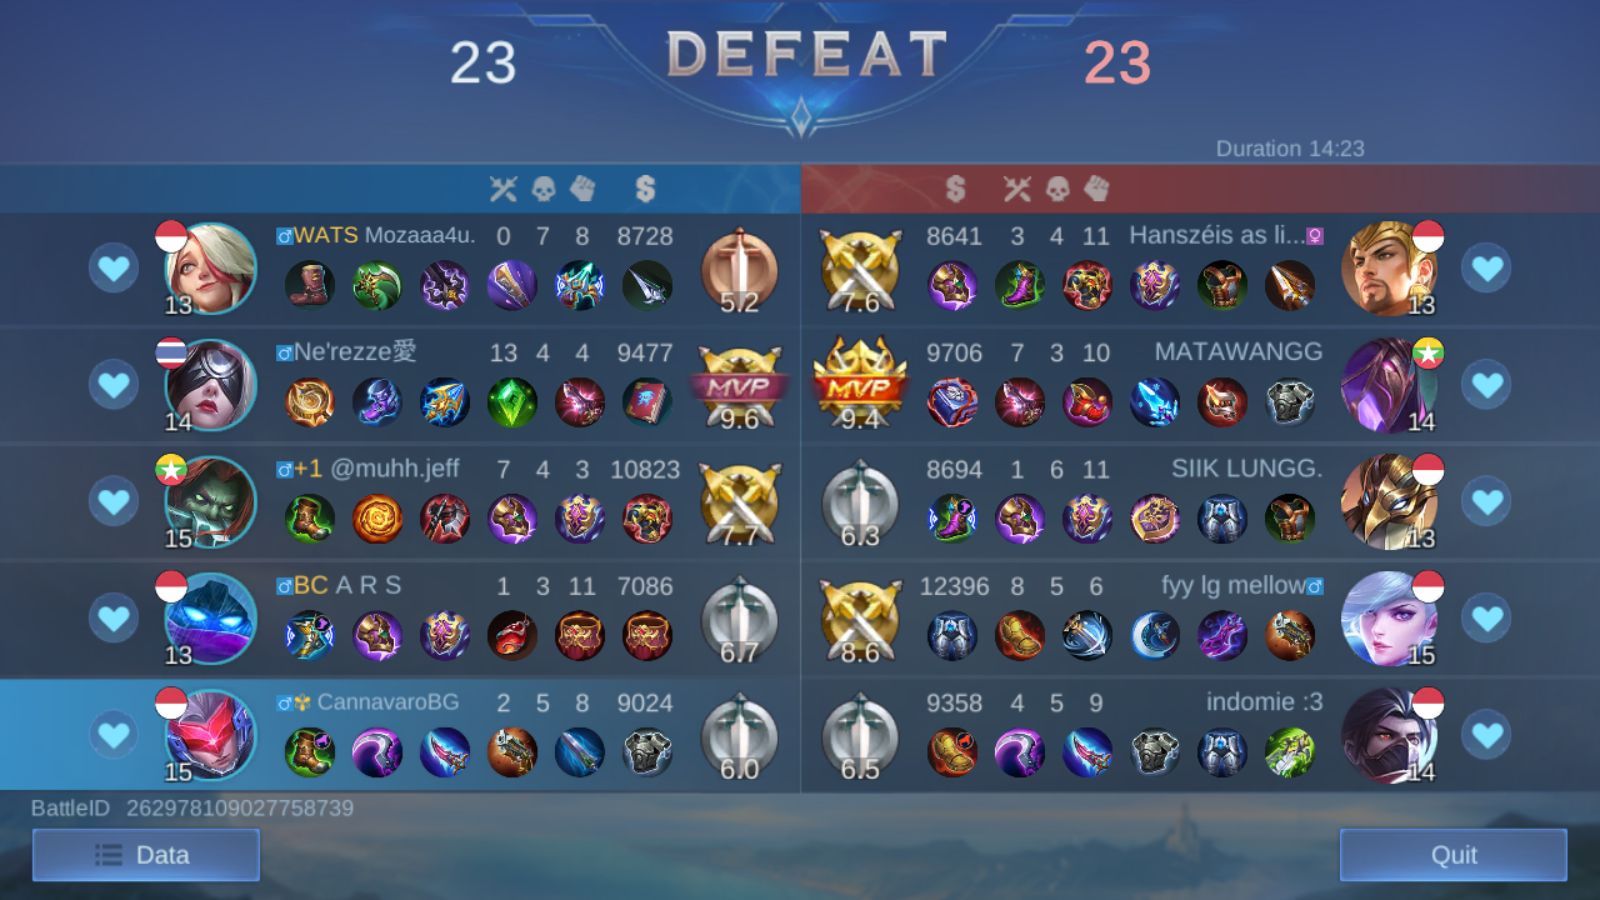 23 DEFEAT 23
Duration 14:23
WATS Mozaaa4u. 0 7 8 8728
13 5.2
8641 3 4 11 Hanszéis as li...
7.6 13
Ne'rezze愛 13 4 4 9477
14 MVP 9.6
9706 7 3 10 MATAWANGG
MVP 9.4 14
+1 @muhh.jeff 7 4 3 10823
15 7.7
8694 1 6 11 SIIK LUNGG.
6.3 13
BC A R S 1 3 11 7086
13 6.7
12396 8 5 6 fyy lg mellow
8.6 15
CannavaroBG 2 5 8 9024
15 6.0
9358 4 5 9 indomie :3
6.5 14
BattleID 262978109027758739
Data Quit